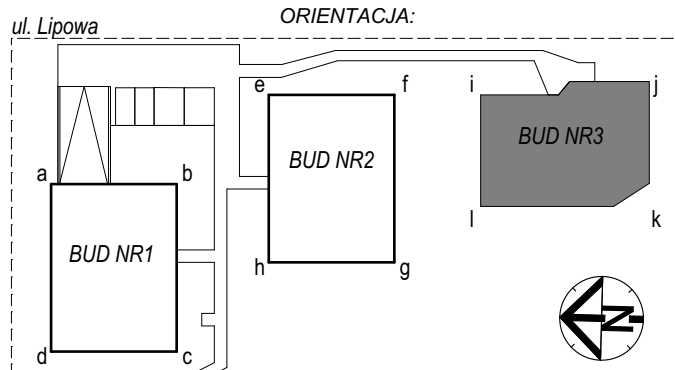 ORIENTACJA:
ul. Lipowa
e f i j
BUD NR3
BUD NR2
a b
l k
BUD NR1
h g
N
d c